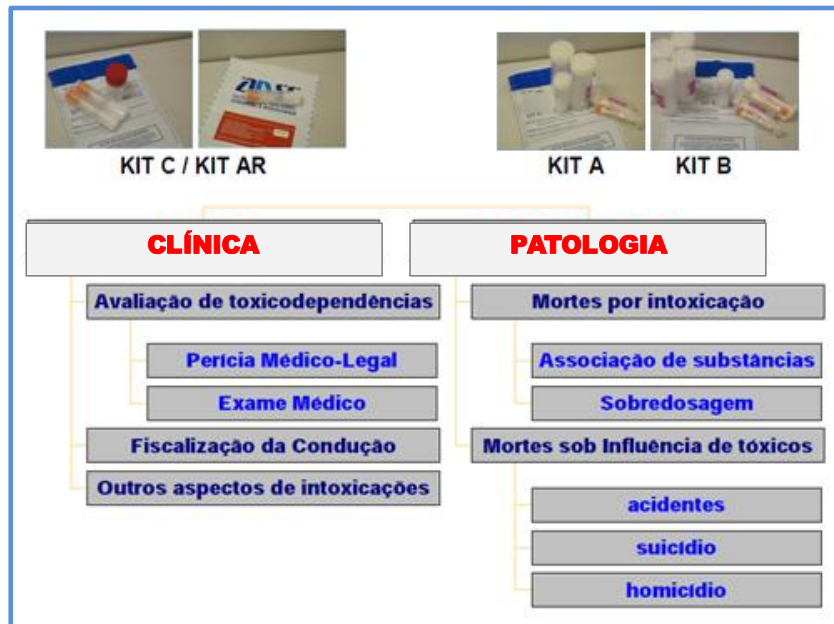 KIT C / KIT AR
KIT A
KIT B
CLÍNICA
Avaliação de toxicodependências
Perícia Médico-Legal
Exame Médico
Fiscalização da Condução
Outros aspectos de intoxicações
PATOLOGIA
Mortes por intoxicação
Associação de substâncias
Sobredosagem
Mortes sob Influência de tóxicos
acidentes
suicídio
homicídio